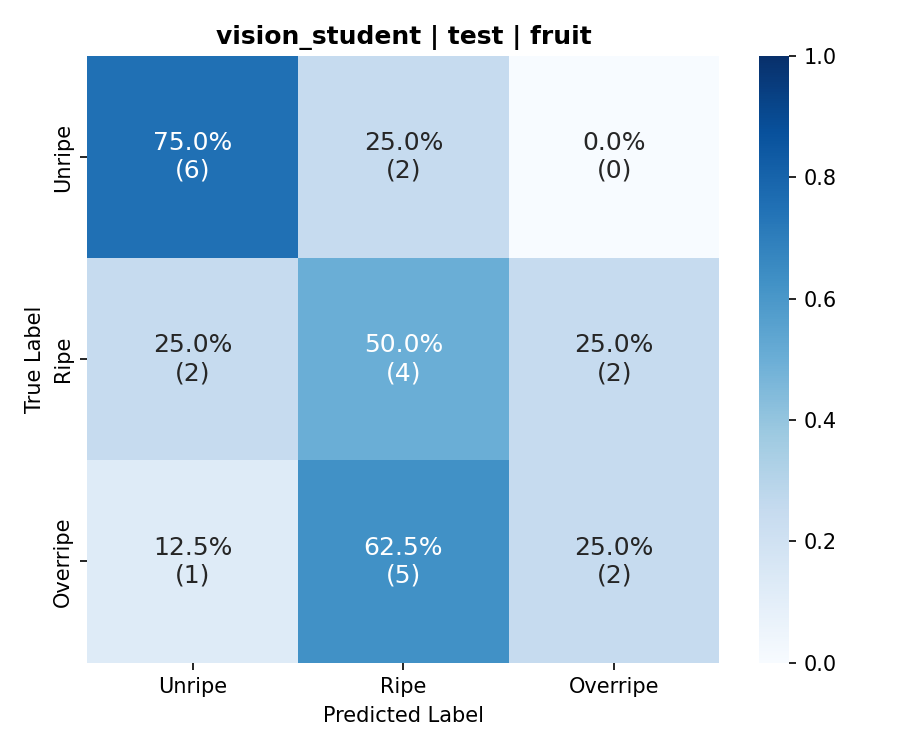 vision_student | test | fruit
True Label
Unripe
75.0%
(6)
25.0%
(2)
0.0%
(0)
Ripe
25.0%
(2)
50.0%
(4)
25.0%
(2)
Overripe
12.5%
(1)
62.5%
(5)
25.0%
(2)
Unripe
Ripe
Overripe
Predicted Label
1.0
0.8
0.6
0.4
0.2
0.0